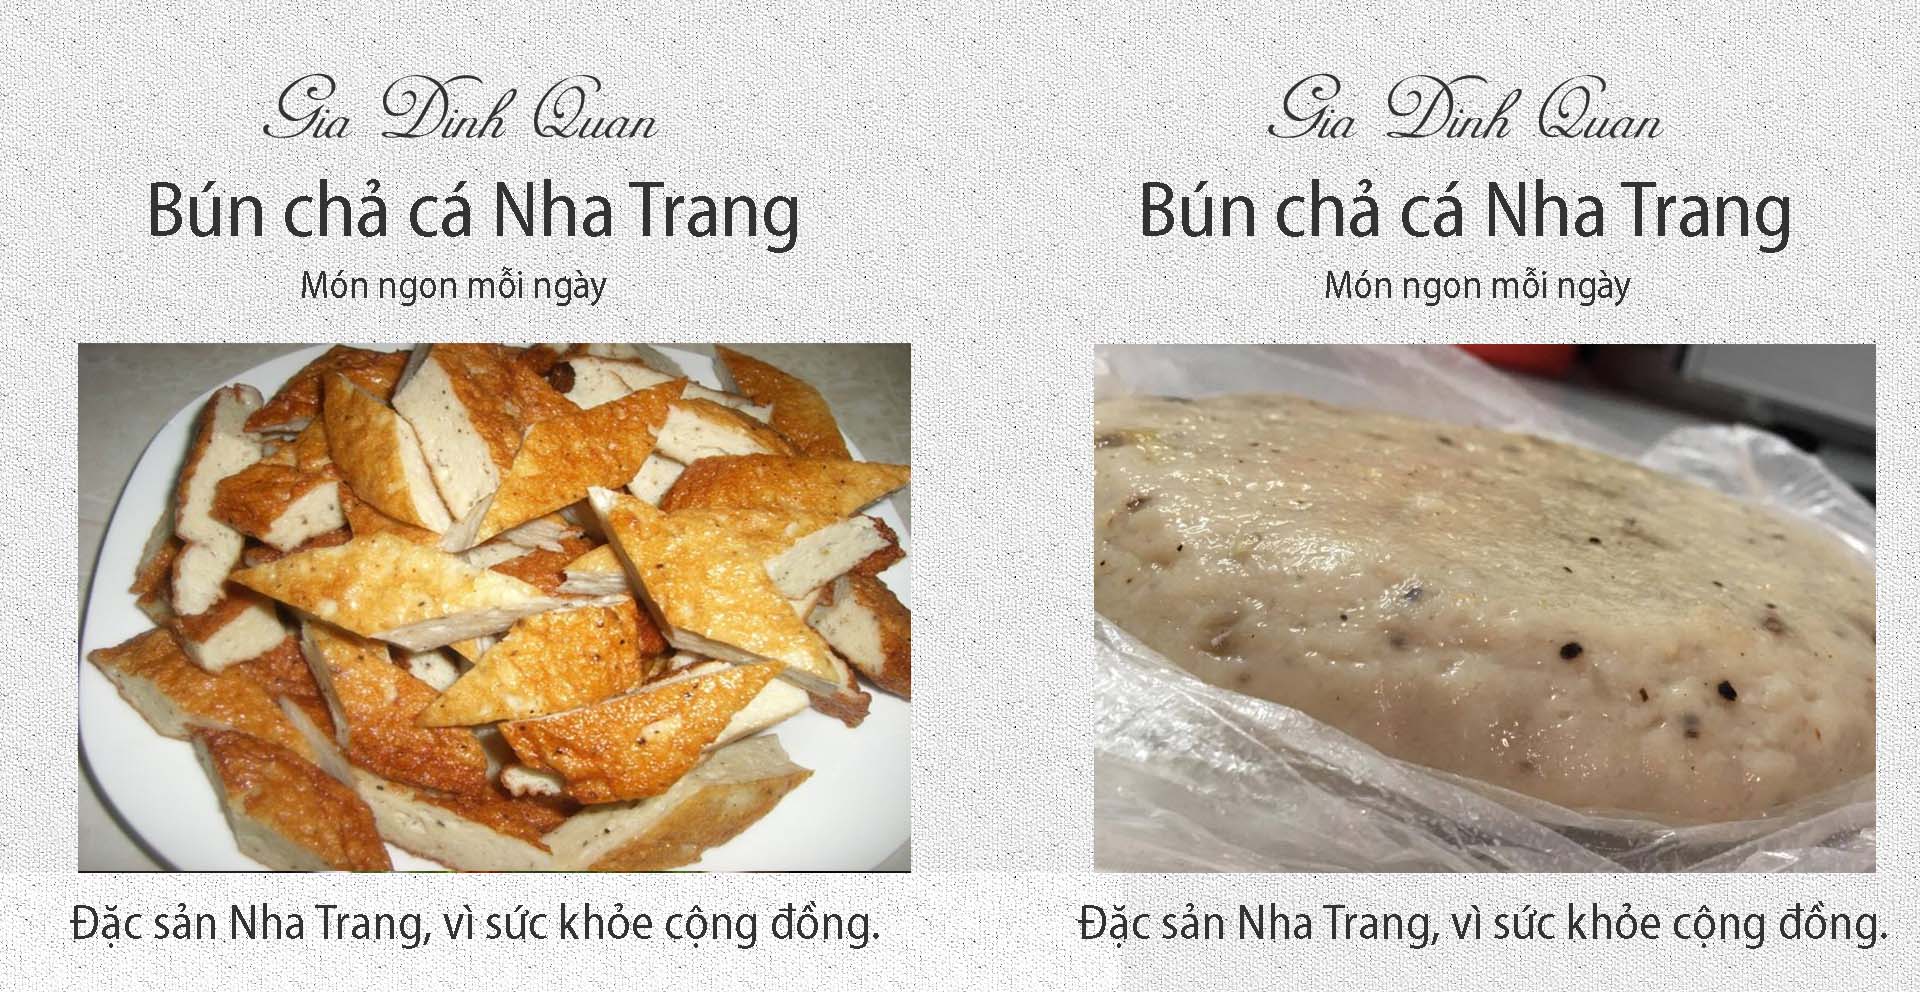 Gia Dinh Quan
Bún chả cá Nha Trang
Món ngon mỗi ngày
Đặc sản Nha Trang, vì sức khỏe cộng đồng.
Gia Dinh Quan
Bún chả cá Nha Trang
Món ngon mỗi ngày
Đặc sản Nha Trang, vì sức khỏe cộng đồng.